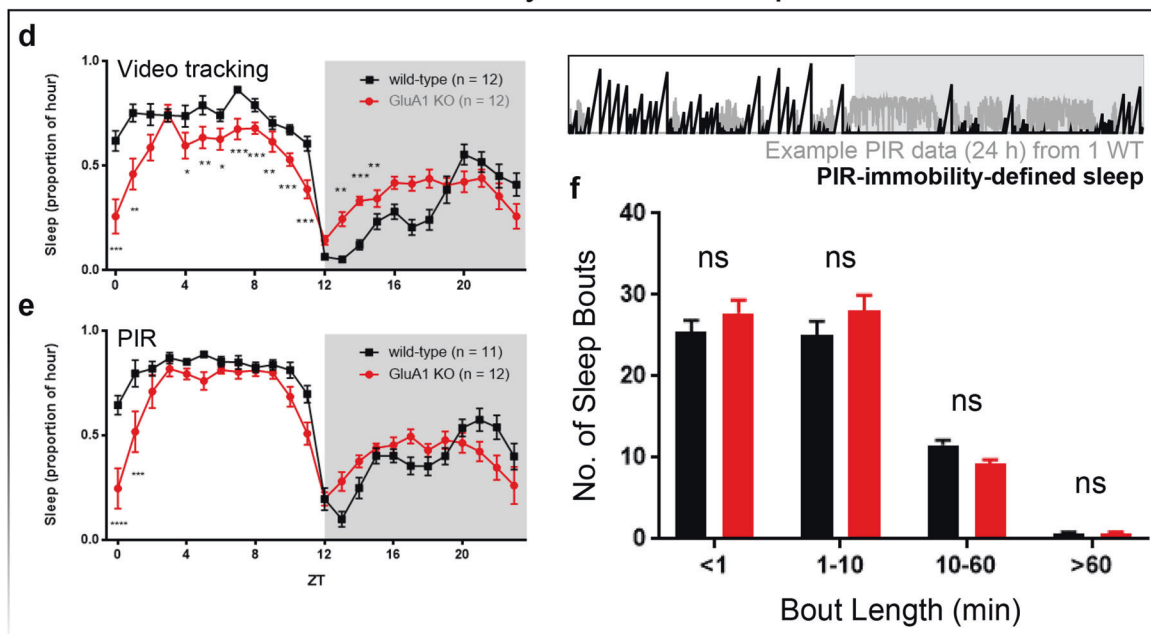 d
Video tracking
wild-type (n = 12)
GluA1 KO (n = 12)
Sleep (proportion of hour)
1.0
0.5
0.0
***
**
*
**
*
***
***
**
***
***
**
***
**
0
4
8
12
16
20
e
PIR
wild-type (n = 11)
GluA1 KO (n = 12)
Sleep (proportion of hour)
1.0
0.5
0.0
****
***
0
4
8
12
16
20
ZT
Example PIR data (24 h) from 1 WT
PIR-immobility-defined sleep
f
No. of Sleep Bouts
40
30
20
10
0
ns
ns
ns
ns
<1
1-10
10-60
>60
Bout Length (min)